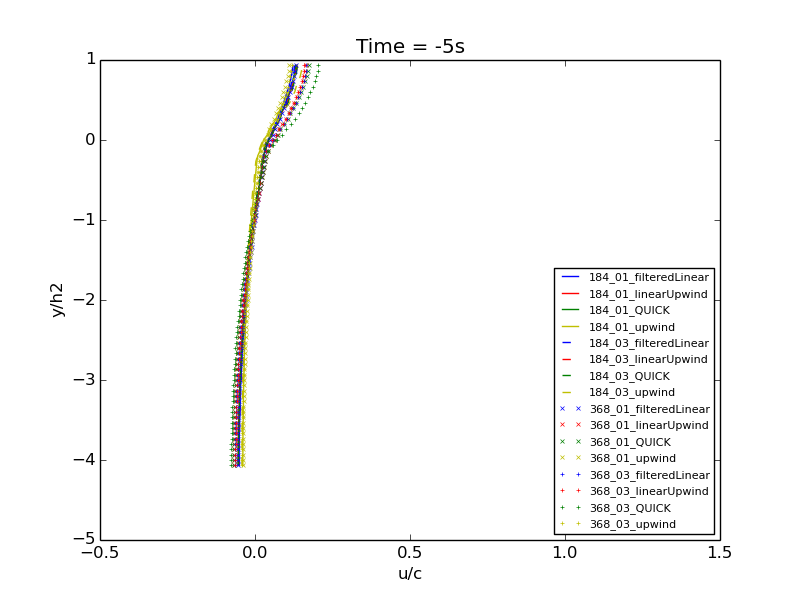 Time = -5s
1
0
−1
−2
−3
−4
−5
y/h2
−0.5
0.0
0.5
1.0
1.5
u/c
184_01_filteredLinear
184_01_linearUpwind
184_01_QUICK
184_01_upwind
184_03_filteredLinear
184_03_linearUpwind
184_03_QUICK
184_03_upwind
368_01_filteredLinear
368_01_linearUpwind
368_01_QUICK
368_01_upwind
368_03_filteredLinear
368_03_linearUpwind
368_03_QUICK
368_03_upwind